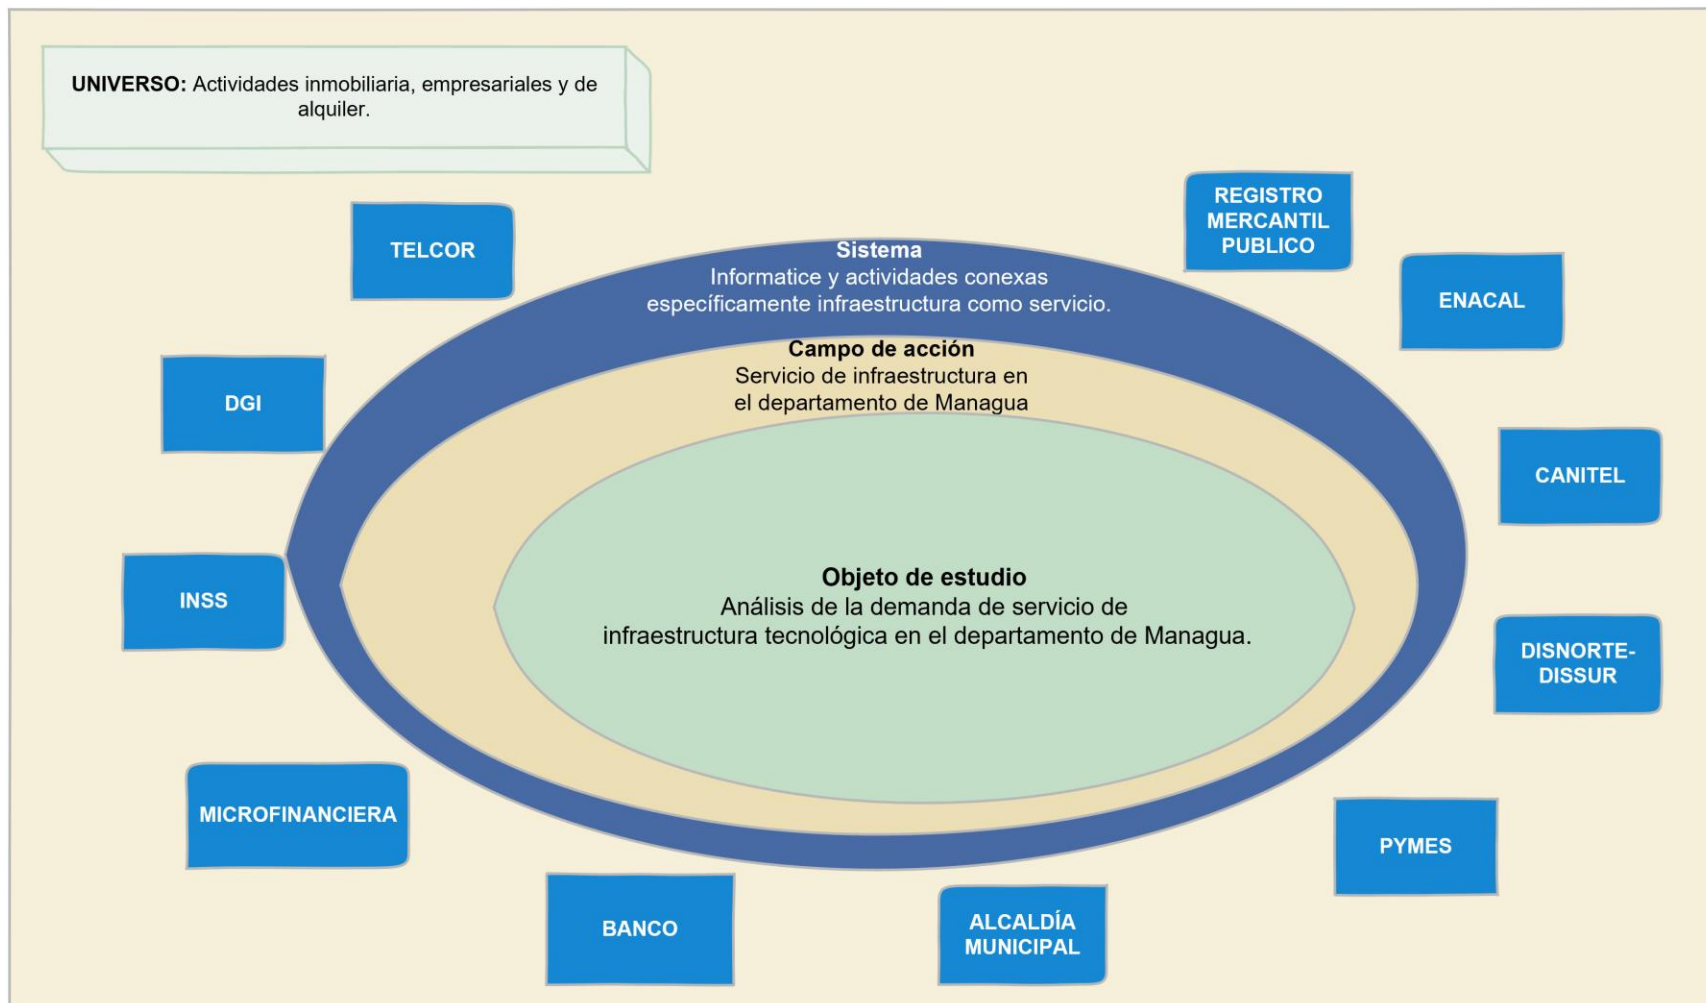 UNIVERSO: Actividades inmobiliaria, empresariales y de
alquiler.
TELCOR
REGISTRO
MERCANTIL
PUBLICO
Sistema
Informatice y actividades conexas
específicamente infraestructura como servicio.
ENACAL
Campo de acción
Servicio de infraestructura en
el departamento de Managua
DGI
CANITEL
Objeto de estudio
Análisis de la demanda de servicio de
infraestructura tecnológica en el departamento de Managua.
INSS
DISNORTE-
DISSUR
MICROFINANCIERA
PYMES
BANCO
ALCALDÍA
MUNICIPAL